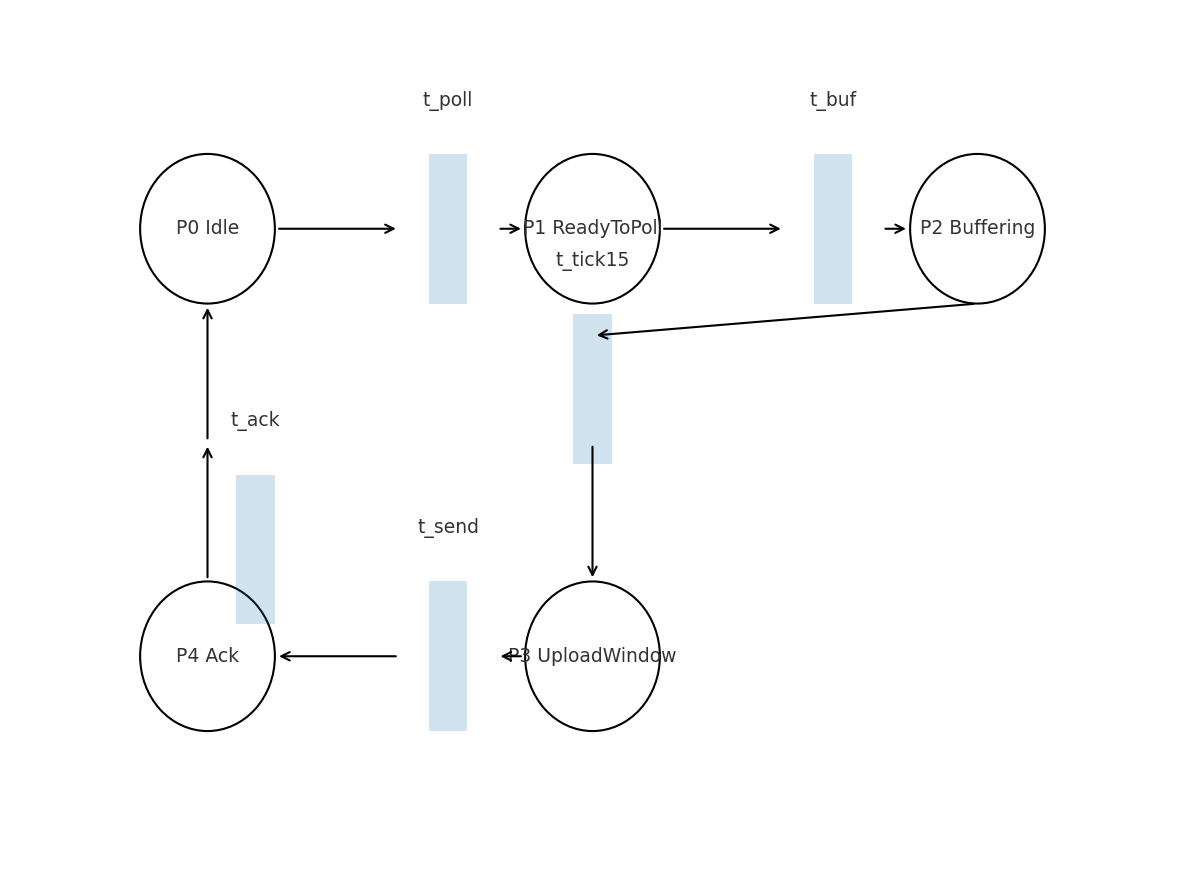 t_poll
t_buf
P0 Idle
P1 ReadyToPoll
P2 Buffering
t_tick15
t_ack
t_send
P4 Ack
P3 UploadWindow